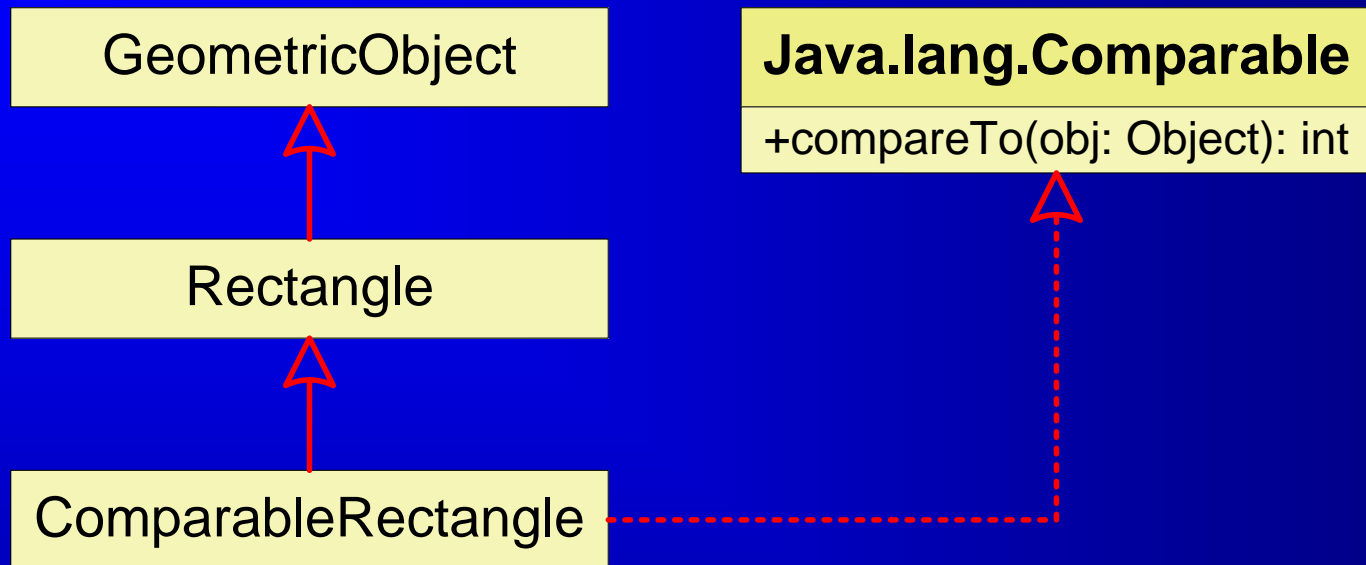 GeometricObject
Java.lang.Comparable
+compareTo(obj: Object): int
Rectangle
ComparableRectangle